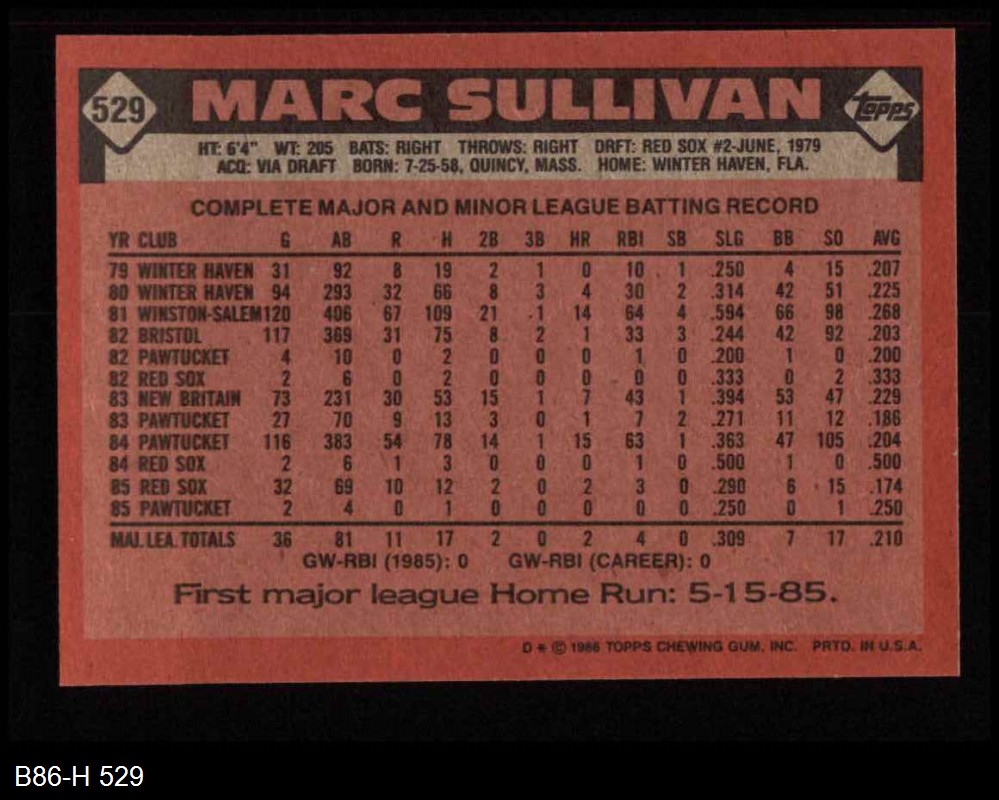 529 MARC SULLIVAN Topps
HT: 6'4" WT: 205 BATS: RIGHT THROWS: RIGHT DRFT: RED SOX #2-JUNE, 1979
ACQ: VIA DRAFT BORN: 7-25-58, QUINCY, MASS. HOME: WINTER HAVEN, FLA.
COMPLETE MAJOR AND MINOR LEAGUE BATTING RECORD
YR CLUB G AB R H 2B 3B HR RBI SB SLG BB SO AVG
79 WINTER HAVEN 31 92 8 19 2 1 0 10 1 .250 4 15 .207
80 WINTER HAVEN 94 293 32 66 8 3 4 30 2 .314 42 51 .225
81 WINSTON-SALEM 120 406 67 109 21 1 14 64 4 .594 66 98 .268
82 BRISTOL 117 369 31 75 8 2 1 33 3 .244 42 92 .203
82 PAWTUCKET 4 10 0 2 0 0 0 1 0 .200 1 0 .200
82 RED SOX 2 6 0 2 0 0 0 0 0 .333 0 2 .333
83 NEW BRITAIN 73 231 30 53 15 1 7 43 1 .394 53 47 .229
83 PAWTUCKET 27 70 9 13 3 0 1 7 2 .271 11 12 .186
84 PAWTUCKET 116 383 54 78 14 1 15 63 1 .363 47 105 .204
84 RED SOX 2 6 1 3 0 0 0 1 0 .500 1 0 .500
85 RED SOX 32 69 10 12 2 0 2 3 0 .290 6 15 .174
85 PAWTUCKET 2 4 0 1 0 0 0 0 0 .250 0 1 .250
MAJ. LEA. TOTALS 36 81 11 17 2 0 2 4 0 .309 7 17 .210
GW-RBI (1985): 0 GW-RBI (CAREER): 0
First major league Home Run: 5-15-85.
D * © 1986 TOPPS CHEWING GUM, INC. PRTD. IN U.S.A.
B86-H 529